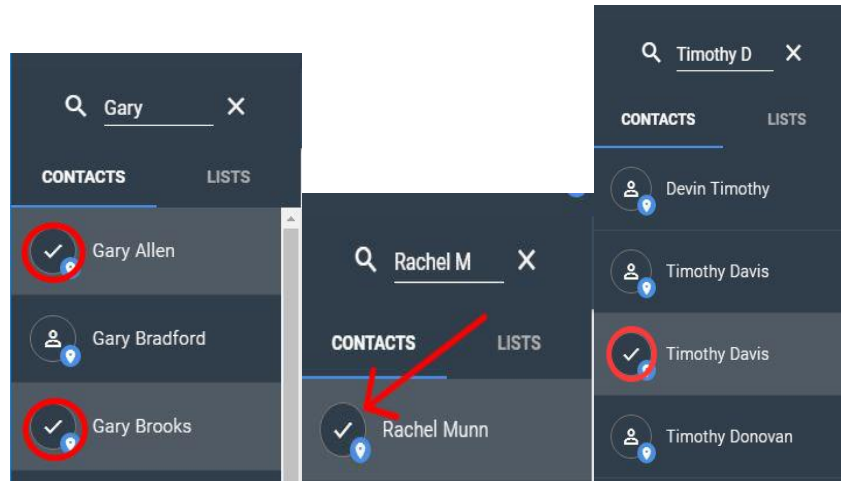 Gary
CONTACTS LISTS
Gary Allen
Gary Bradford
Gary Brooks
Rachel M
CONTACTS LISTS
Rachel Munn
Timothy D
CONTACTS LISTS
Devin Timothy
Timothy Davis
Timothy Davis
Timothy Donovan